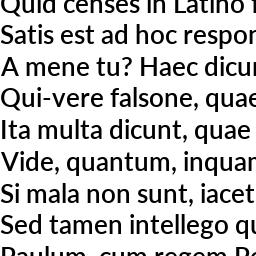 Quid censes in Latino f
Satis est ad hoc respon
A mene tu? Haec dicun
Qui-vere falsone, quae
Ita multa dicunt, quae
Vide, quantum, inquam
Si mala non sunt, iacet
Sed tamen intellego qu
Paulum, cum regem Pe